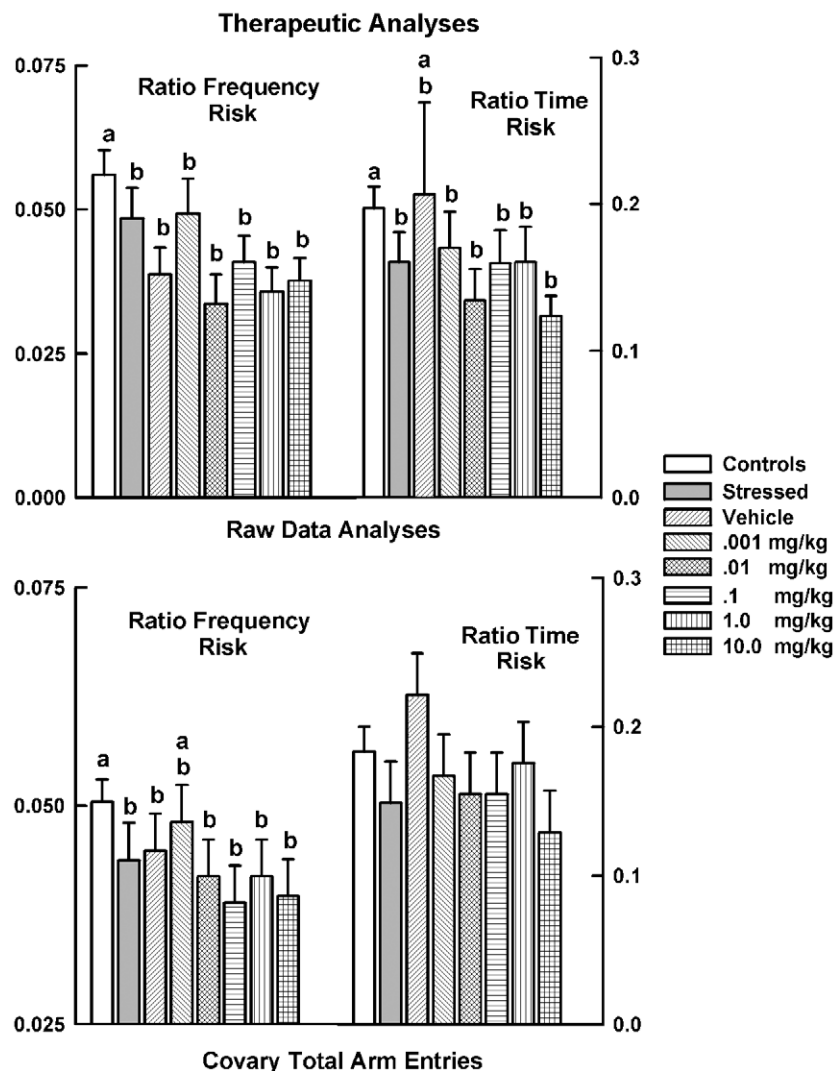 Therapeutic Analyses
0.075
0.050
0.025
0.000
Ratio Frequency
Risk
a
b
b
b
b
b
b
b
Ratio Time
Risk
a
b
a
b
b
b
b
b
b
0.3
0.2
0.1
0.0
Raw Data Analyses
Controls
Stressed
Vehicle
.001 mg/kg
.01 mg/kg
.1 mg/kg
1.0 mg/kg
10.0 mg/kg
0.075
0.050
0.025
Ratio Frequency
Risk
a
b
b
a
b
b
b
b
b
Ratio Time
Risk
0.3
0.2
0.1
0.0
Covary Total Arm Entries